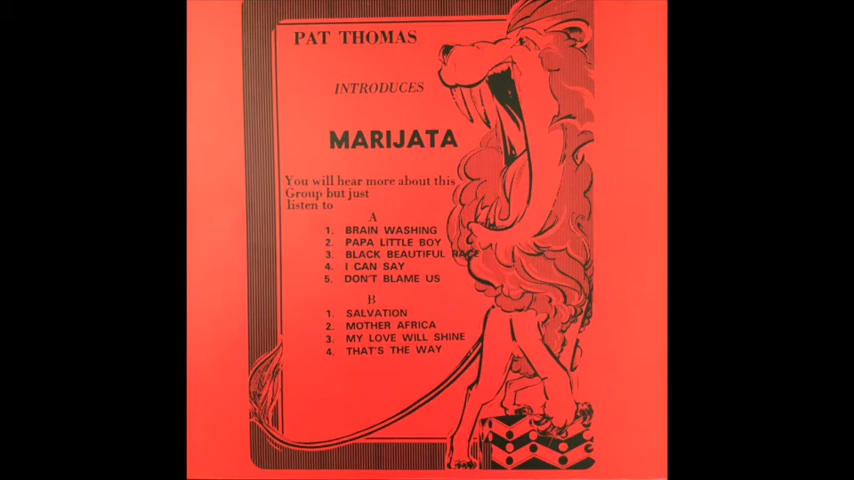 PAT THOMAS
INTRODUCES
MARIJATA
You will hear more about this
Group but just
listen to
A
1. BRAIN WASHING
2. PAPA LITTLE BOY
3. BLACK BEAUTIFUL RACE
4. I CAN SAY
5. DON'T BLAME US
B
1. SALVATION
2. MOTHER AFRICA
3. MY LOVE WILL SHINE
4. THAT'S THE WAY